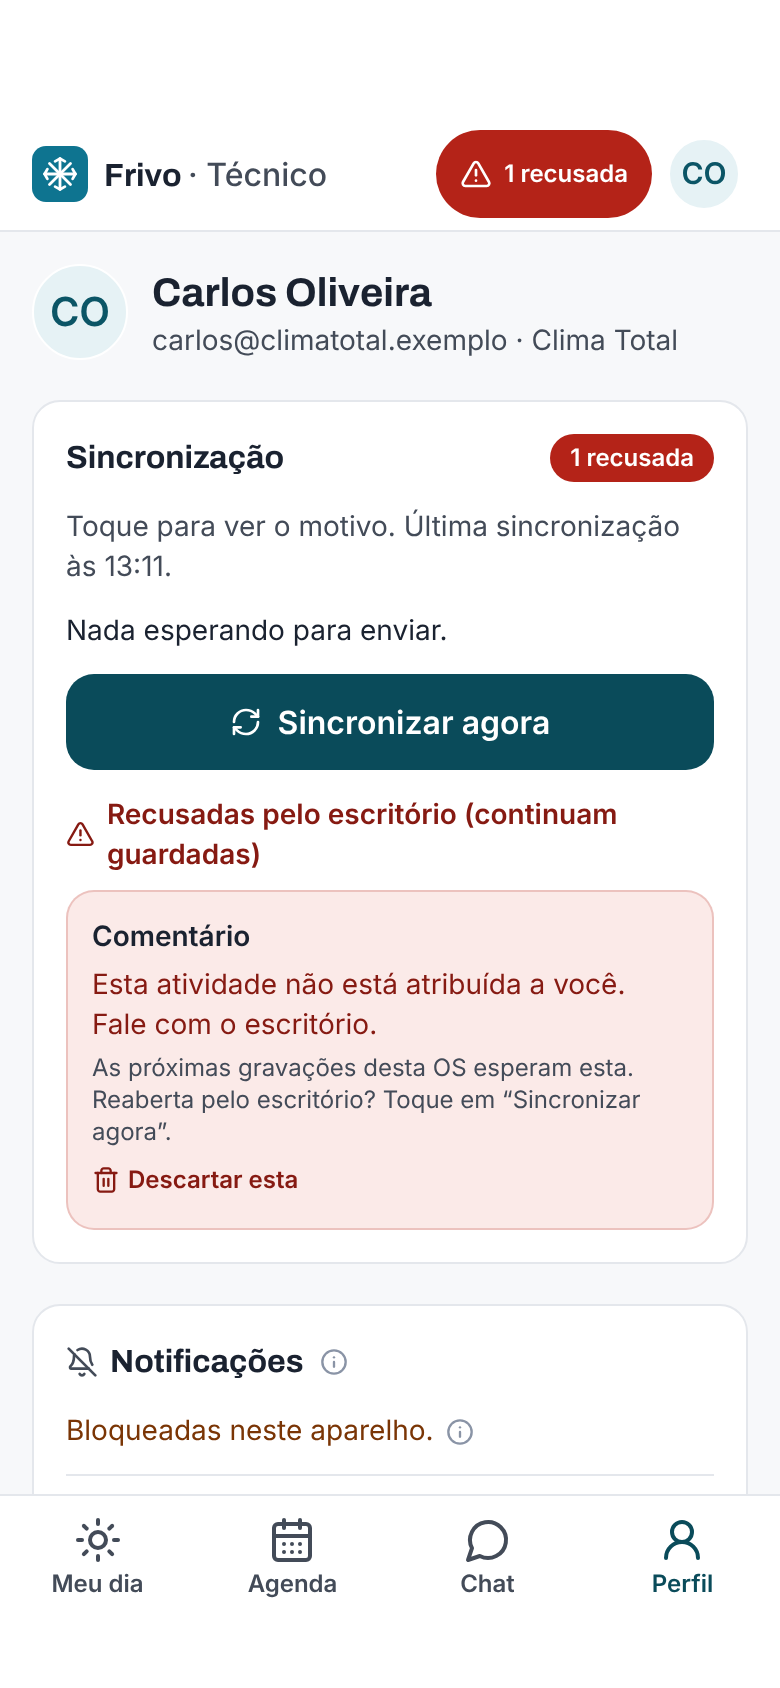 Frivo · Técnico
1 recusada
CO
CO
Carlos Oliveira
carlos@climatotal.exemplo · Clima Total
Sincronização
1 recusada
Toque para ver o motivo. Última sincronização
às 13:11.
Nada esperando para enviar.
Sincronizar agora
Recusadas pelo escritório (continuam
guardadas)
Comentário
Esta atividade não está atribuída a você.
Fale com o escritório.
As próximas gravações desta OS esperam esta.
Reaberta pelo escritório? Toque em “Sincronizar
agora”.
Descartar esta
Notificações
Bloqueadas neste aparelho.
Meu dia
Agenda
Chat
Perfil